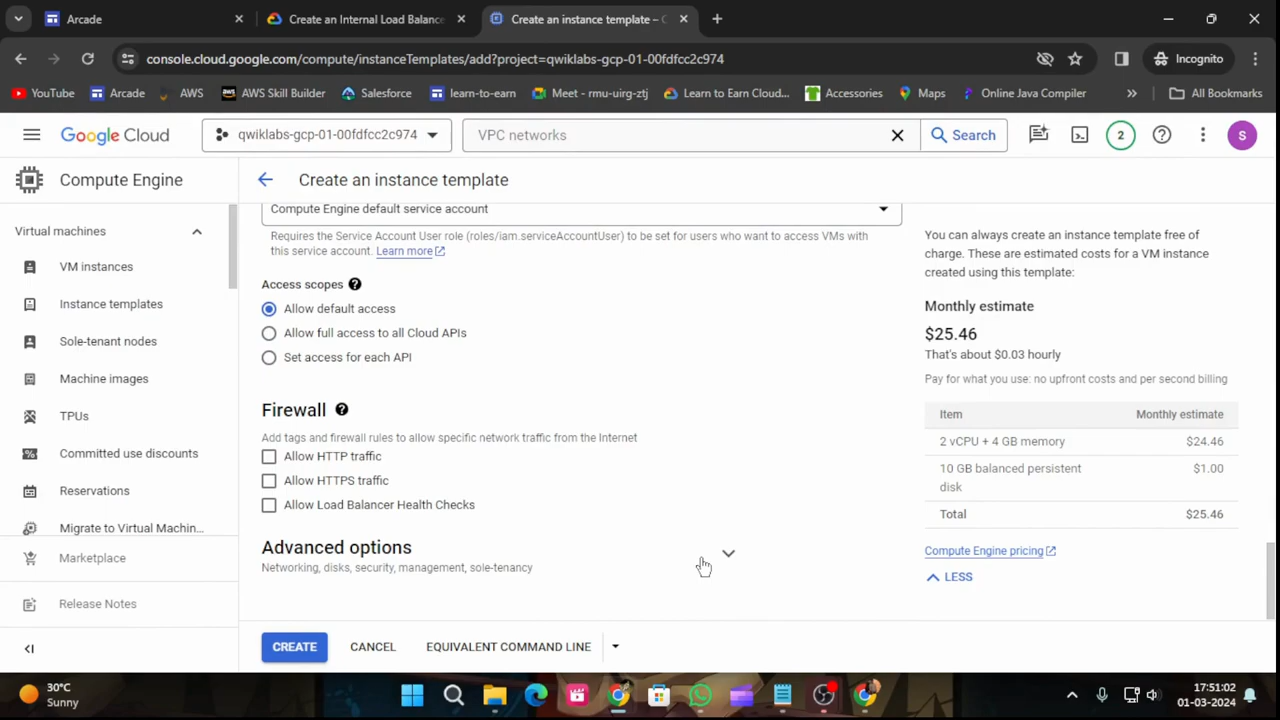 Arcade
Create an Internal Load Balance
Create an instance template – C
console.cloud.google.com/compute/instanceTemplates/add?project=qwiklabs-gcp-01-00fdfcc2c974
Incognito
YouTube
Arcade
AWS
AWS Skill Builder
Salesforce
learn-to-earn
Meet - rmu-uirg-ztj
Learn to Earn Cloud...
Accessories
Maps
Online Java Compiler
All Bookmarks
Google Cloud
qwiklabs-gcp-01-00fdfcc2c974
VPC networks
Search
2
S
Compute Engine
Create an instance template
Virtual machines
VM instances
Instance templates
Sole-tenant nodes
Machine images
TPUs
Committed use discounts
Reservations
Migrate to Virtual Machin...
Marketplace
Release Notes
Compute Engine default service account
Requires the Service Account User role (roles/iam.serviceAccountUser) to be set for users who want to access VMs with
this service account. Learn more
Access scopes
Allow default access
Allow full access to all Cloud APIs
Set access for each API
Firewall
Add tags and firewall rules to allow specific network traffic from the Internet
Allow HTTP traffic
Allow HTTPS traffic
Allow Load Balancer Health Checks
Advanced options
Networking, disks, security, management, sole-tenancy
CREATE
CANCEL
EQUIVALENT COMMAND LINE
You can always create an instance template free of
charge. These are estimated costs for a VM instance
created using this template:
Monthly estimate
$25.46
That's about $0.03 hourly
Pay for what you use: no upfront costs and per second billing
Item Monthly estimate
2 vCPU + 4 GB memory $24.46
10 GB balanced persistent $1.00
disk
Total $25.46
Compute Engine pricing
LESS
30°C
Sunny
17:51:02
01-03-2024